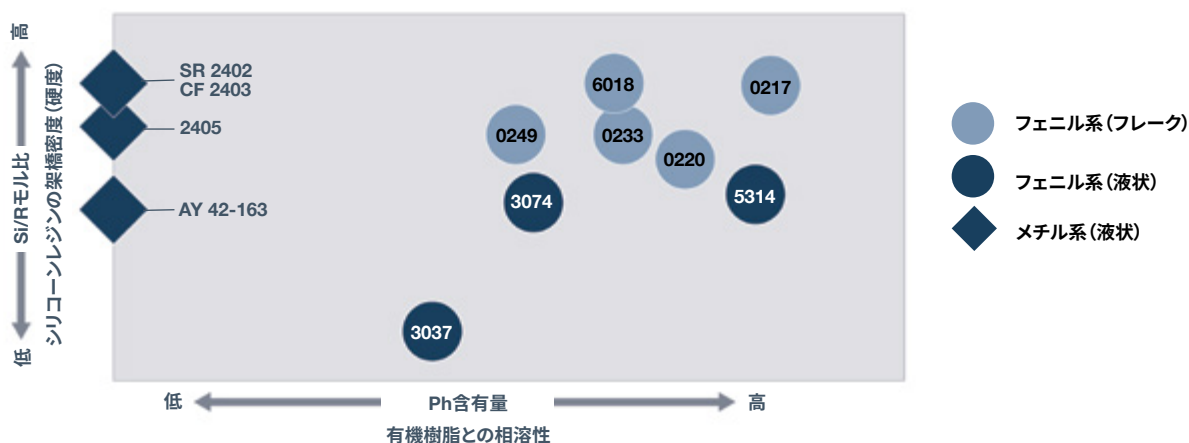 高
Si/Rモル比
シリコーンレジンの架橋密度（硬度）
低
SR 2402
CF 2403
2405
AY 42-163
6018
0217
0249
0233
0220
3074
5314
3037
フェニル系（フレーク）
フェニル系（液状）
メチル系（液状）
低
Ph含有量
高
有機樹脂との相溶性